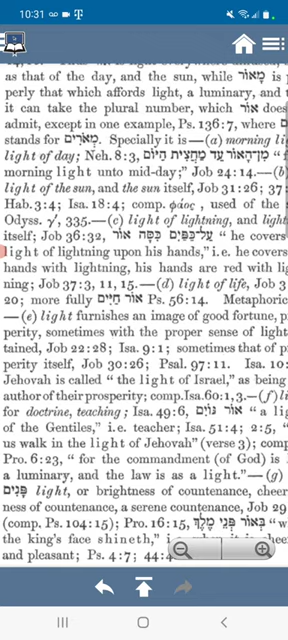 10:31
as that of the day, and the sun, while מָאוֹר is p
perly that which affords light, a luminary, and t
it can take the plural number, which אוֹר does
admit, except in one example, Ps. 136:7, where
stands for מְאֹרִים. Specially it is—(a) morning li
light of day; Neh. 8:3, מִן־הָאוֹר עַד מַחֲצִית הַיּוֹם "f
morning light unto mid-day;" Job 24:14.—(b)
light of the sun, and the sun itself, Job 31:26; 37
Hab. 3:4; Isa. 18:4; comp. φάος, used of the
Odyss. γ′, 335.—(c) light of lightning, and light
itself; Job 36:32, עַל־כַּפַּיִם כִּסָּה אוֹר "he covers
light of lightning upon his hands," i.e. he covers
hands with lightning, his hands are red with lig
ning; Job 37:3, 11, 15.—(d) light of life, Job 3
20; more fully אוֹר חַיִּים Ps. 56:14. Metaphoric
—(e) light furnishes an image of good fortune, p
perity, sometimes with the proper sense of light
tained, Job 22:28; Isa. 9:1; sometimes that of pr
perity itself, Job 30:26; Psal. 97:11. Isa. 10:
Jehovah is called "the light of Israel," as being
author of their prosperity; comp. Isa. 60:1, 3.—(f) li
for doctrine, teaching; Isa. 49:6, אוֹר גּוֹיִם "a lig
of the Gentiles," i.e. teacher; Isa. 51:4; 2:5, "
us walk in the light of Jehovah" (verse 3); comp
Pro. 6:23, "for the commandment (of God) is
a luminary, and the law is as a light."—(g)
פָּנִים light, or brightness of countenance, cheer
ness of countenance, a serene countenance, Job 29
(comp. Ps. 104:15); Pro. 16:15, בְּאוֹר פְּנֵי מֶלֶךְ "w
the king's face shineth," i.e. when it is chee
and pleasant; Ps. 4:7; 44:4